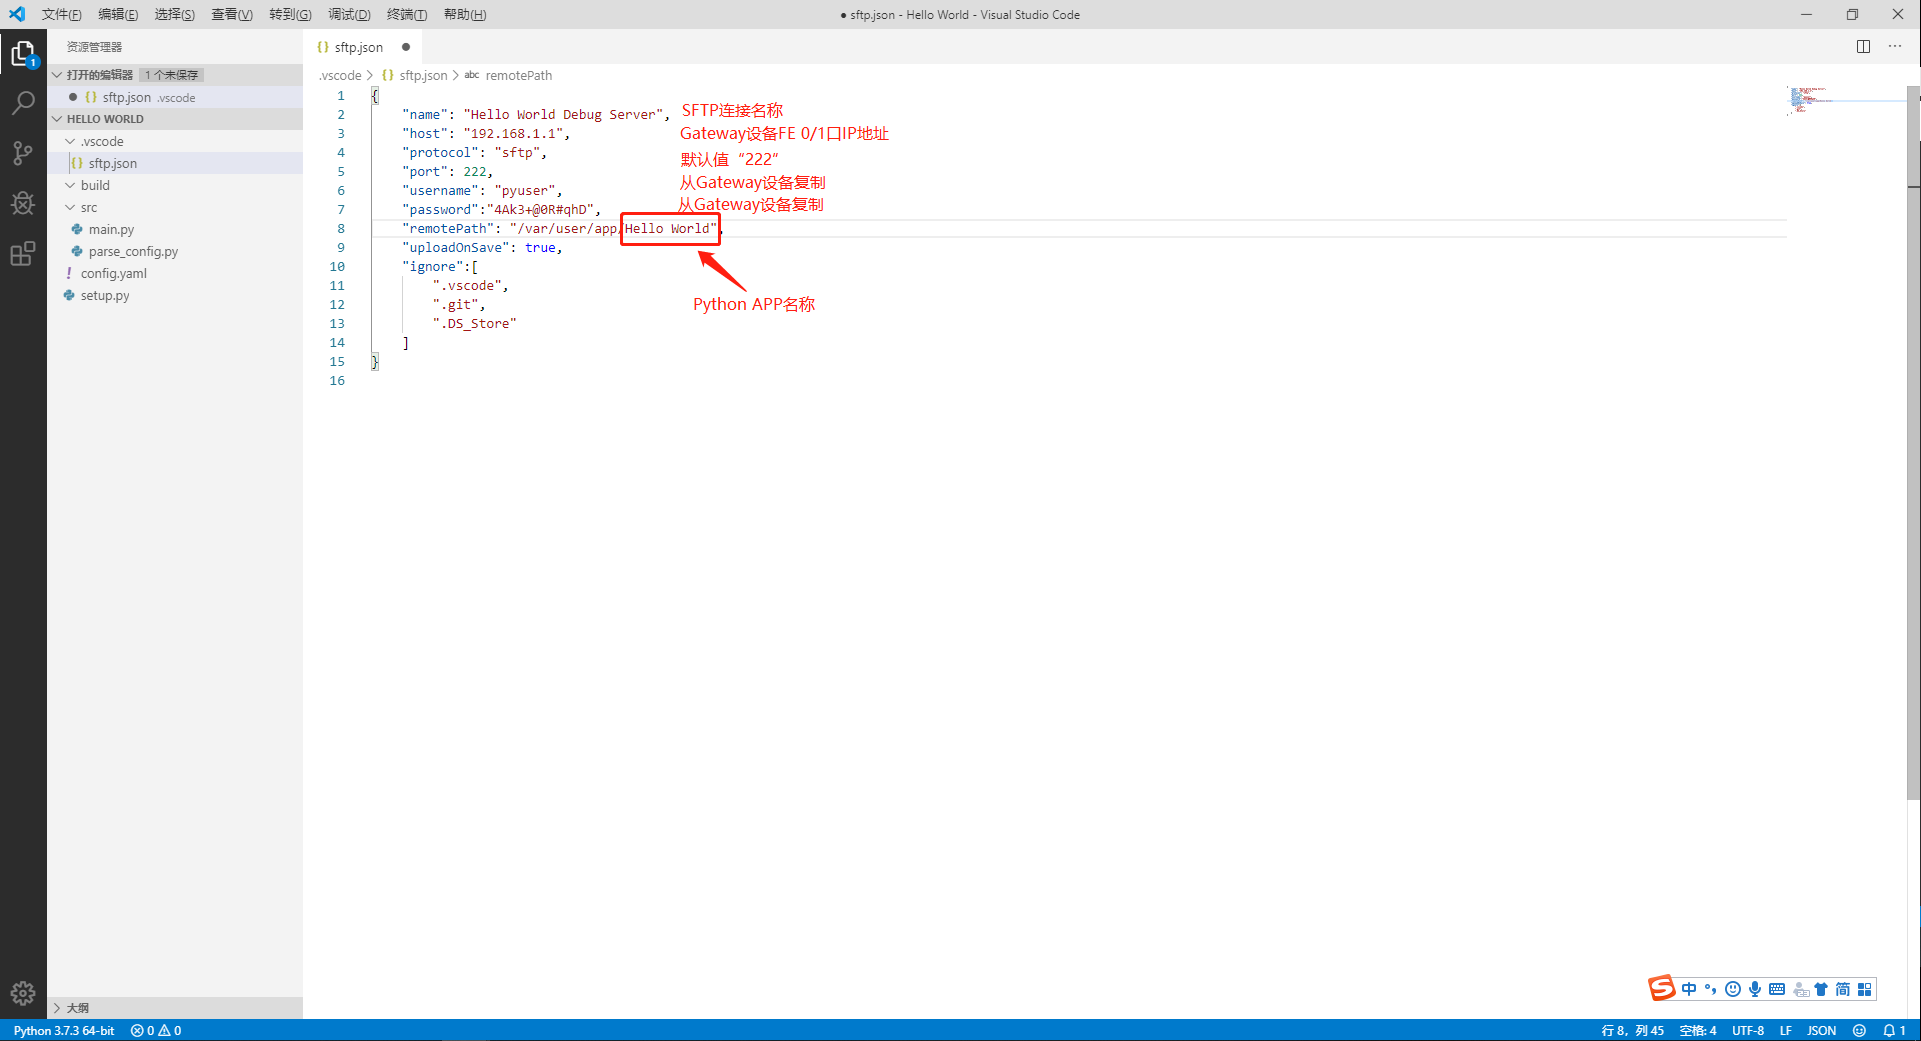 文件(F) 编辑(E) 选择(S) 查看(V) 转到(G) 调试(D) 终端(T) 帮助(H)
● sftp.json - Hello World - Visual Studio Code
资源管理器
打开的编辑器 1 个未保存
{} sftp.json .vscode
HELLO WORLD
.vscode
{} sftp.json
build
src
main.py
parse_config.py
! config.yaml
setup.py
大纲
1
{} sftp.json ●
.vscode > {} sftp.json > abc remotePath
1 {
2 "name": "Hello World Debug Server", SFTP连接名称
3 "host": "192.168.1.1", Gateway设备FE 0/1口IP地址
4 "protocol": "sftp",
5 "port": 222, 默认值“222“
6 "username": "pyuser", 从Gateway设备复制
7 "password":"4Ak3+@0R#qhD", 从Gateway设备复制
8 "remotePath": "/var/user/app/Hello World",
9 "uploadOnSave": true,
10 "ignore":[
11 ".vscode",
12 ".git", Python APP名称
13 ".DS_Store"
14 ]
15 }
16
S 中 简
Python 3.7.3 64-bit 0 0 行 8，列 45 空格: 4 UTF-8 LF JSON 1